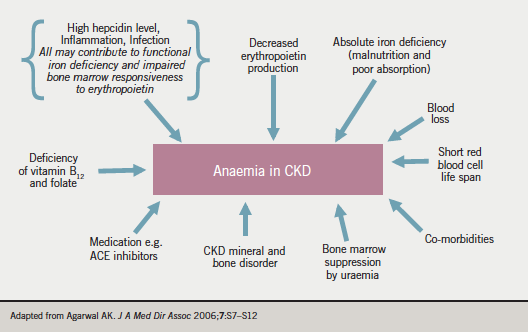 High hepcidin level,
Inflammation, Infection
All may contribute to functional
iron deficiency and impaired
bone marrow responsiveness
to erythropoietin
Decreased
erythropoietin
production
Absolute iron deficiency
(malnutrition and
poor absorption)
Blood
loss
Deficiency
of vitamin B12
and folate
Anaemia in CKD
Short red
blood cell
life span
Medication e.g.
ACE inhibitors
CKD mineral and
bone disorder
Bone marrow
suppression
by uraemia
Co-morbidities
Adapted from Agarwal AK. J A Med Dir Assoc 2006;7:S7–S12